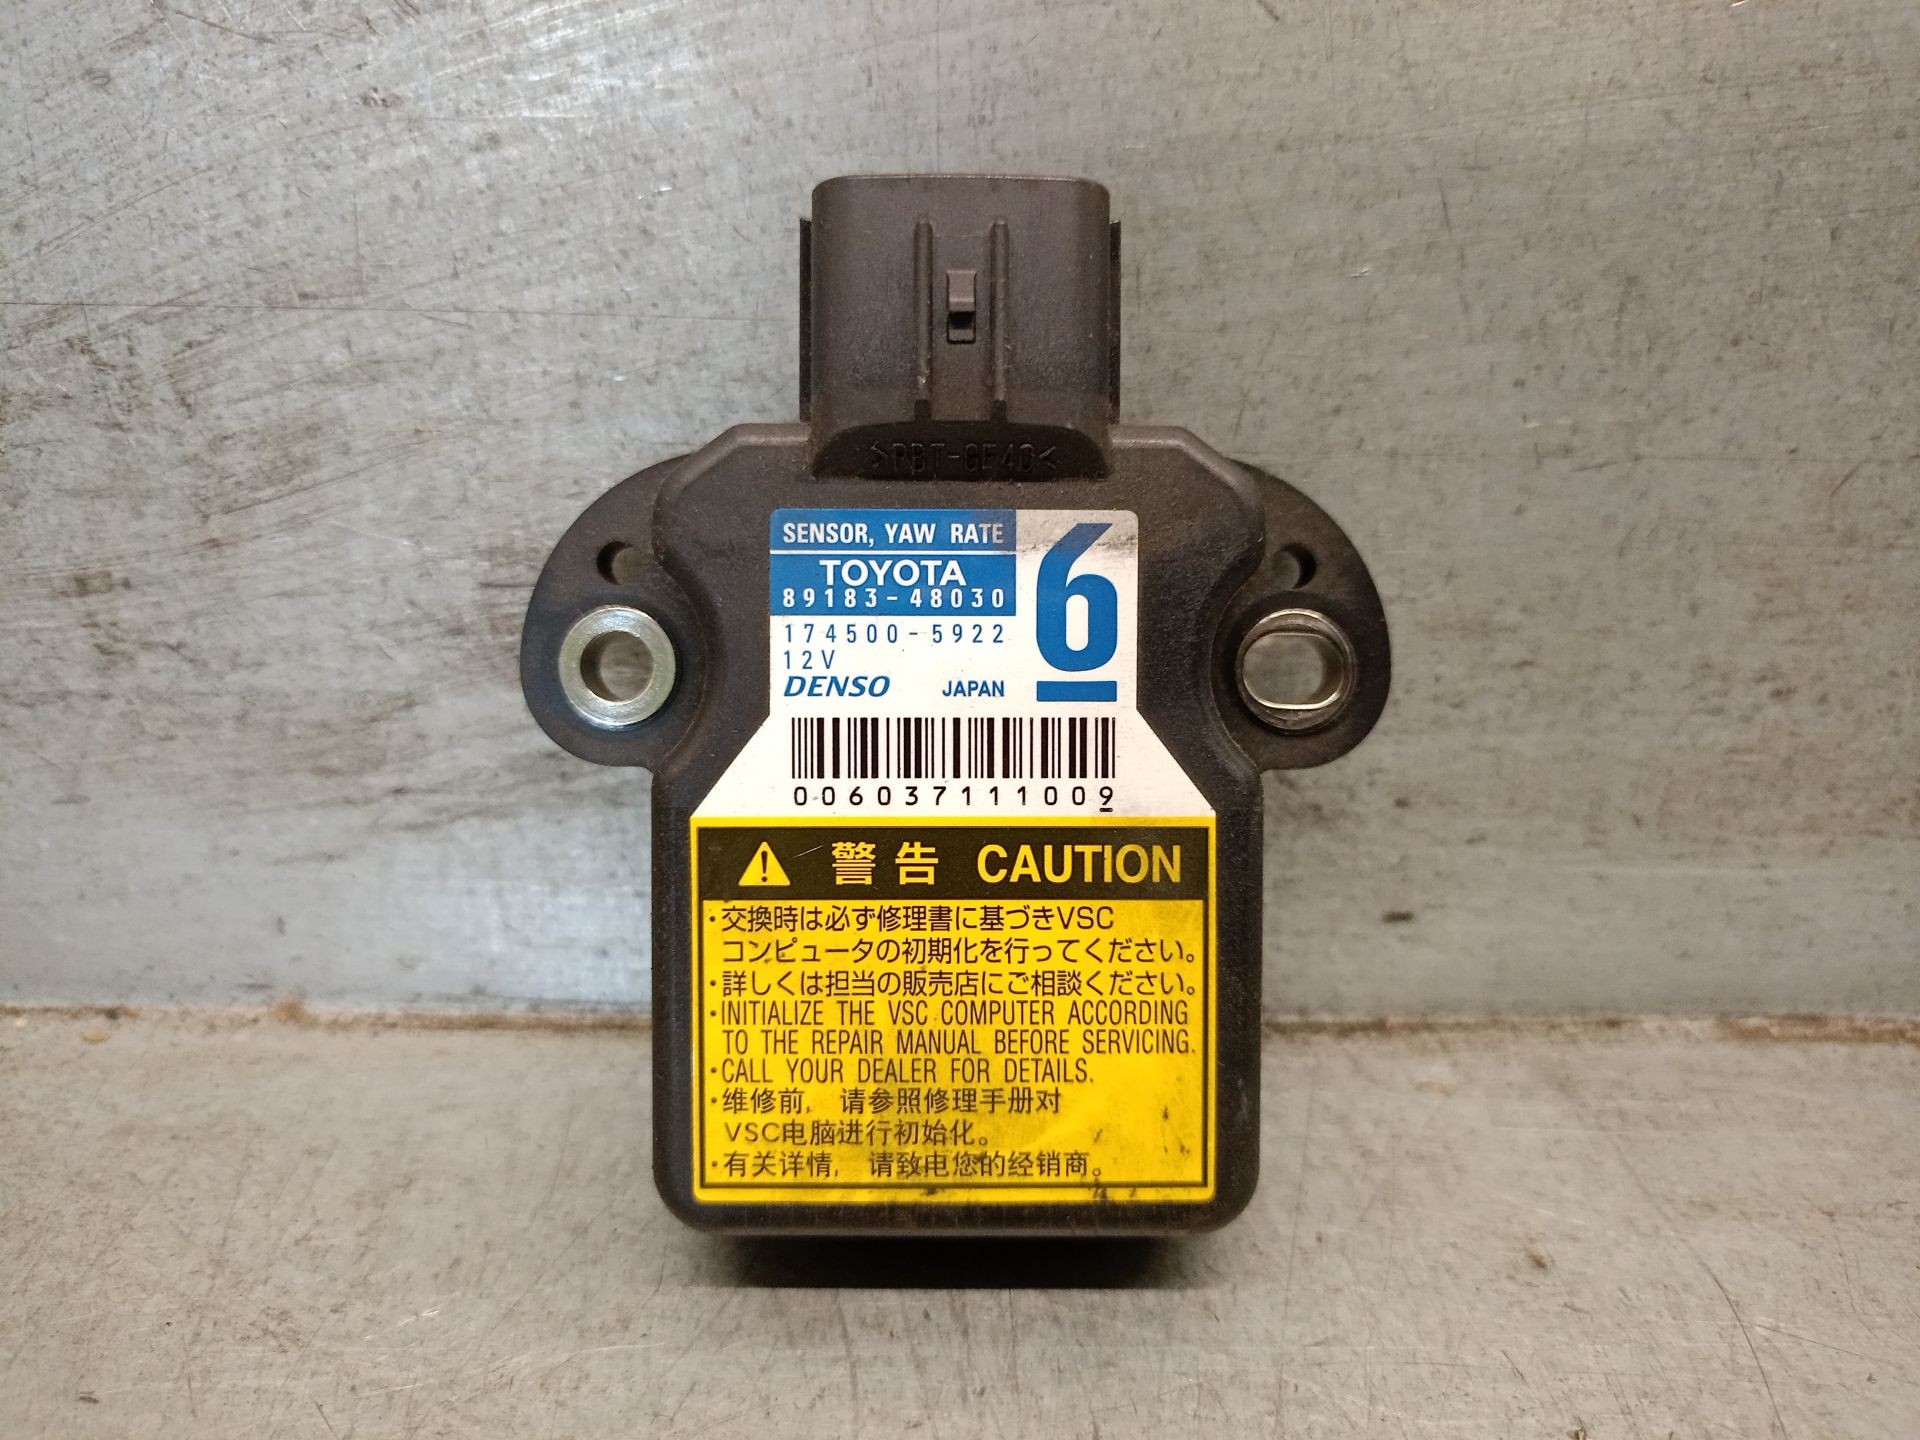 >PBT-GF40<
SENSOR, YAW RATE
TOYOTA
89183-48030
6
174500-5922
12V
DENSO JAPAN
006037111009
警告 CAUTION
・交換時は必ず修理書に基づきVSC
コンピュータの初期化を行ってください。
・詳しくは担当の販売店にご相談ください。
・INITIALIZE THE VSC COMPUTER ACCORDING
TO THE REPAIR MANUAL BEFORE SERVICING.
・CALL YOUR DEALER FOR DETAILS.
・维修前，请参照修理手册对
VSC电脑进行初始化。
・有关详情，请致电您的经销商。